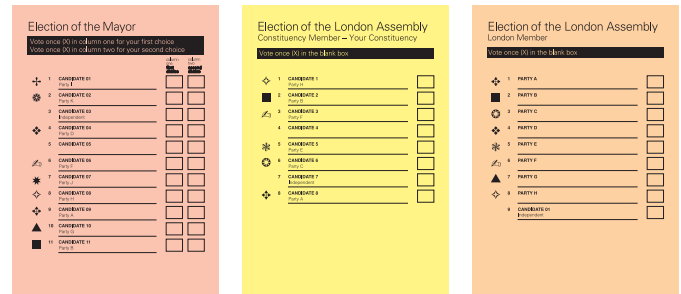 Election of the Mayor
Vote once (X) in column one for your first choice
Vote once (X) in column two for your second choice
column one
column two
1 CANDIDATE 01
Party I
2 CANDIDATE 02
Party K
3 CANDIDATE 03
Independent
4 CANDIDATE 04
Party D
5 CANDIDATE 05
6 CANDIDATE 06
Party F
7 CANDIDATE 07
Party J
8 CANDIDATE 08
Party H
9 CANDIDATE 09
Party A
10 CANDIDATE 10
Party G
11 CANDIDATE 11
Party B
Election of the London Assembly
Constituency Member – Your Constituency
Vote once (X) in the blank box
1 CANDIDATE 1
Party H
2 CANDIDATE 2
Party B
3 CANDIDATE 3
Party F
4 CANDIDATE 4
5 CANDIDATE 5
Party E
6 CANDIDATE 6
Party C
7 CANDIDATE 7
Independent
8 CANDIDATE 8
Party A
Election of the London Assembly
London Member
Vote once (X) in the blank box
1 PARTY A
2 PARTY B
3 PARTY C
4 PARTY D
5 PARTY E
6 PARTY F
7 PARTY G
8 PARTY H
9 CANDIDATE 01
Independent